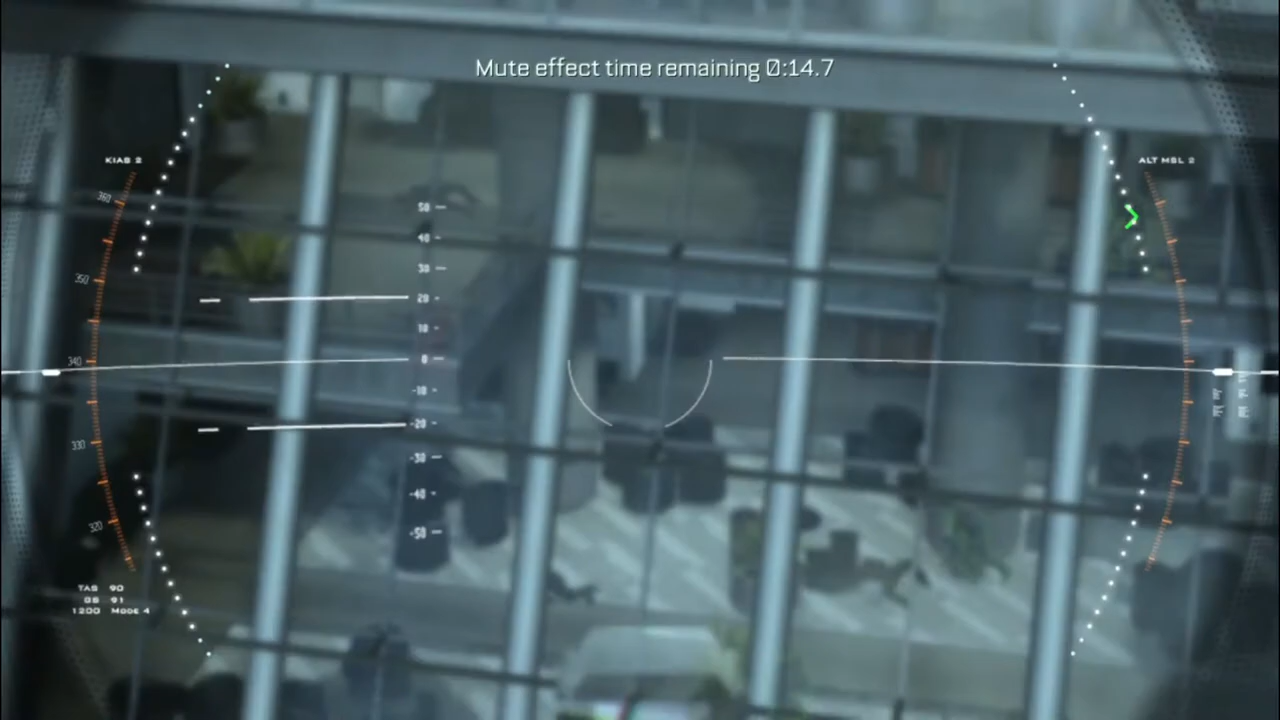 Mute effect time remaining 0:14.7
KIAS 2
ALT MSL 2
360
350
340
330
320
50
40
30
20
10
0
-10
-20
-30
-40
-50
TAS 90
GS 91
1200 Mode 4